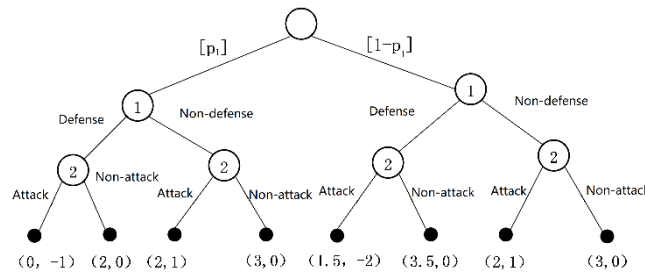 [p₁] [1-p₁]
1 1
Defense Non-defense Defense Non-defense
2 2 2 2
Attack Non-attack Attack Non-attack Attack Non-attack Attack Non-attack
(0, -1) (2,0) (2,1) (3,0) (1.5, -2) (3.5,0) (2,1) (3,0)